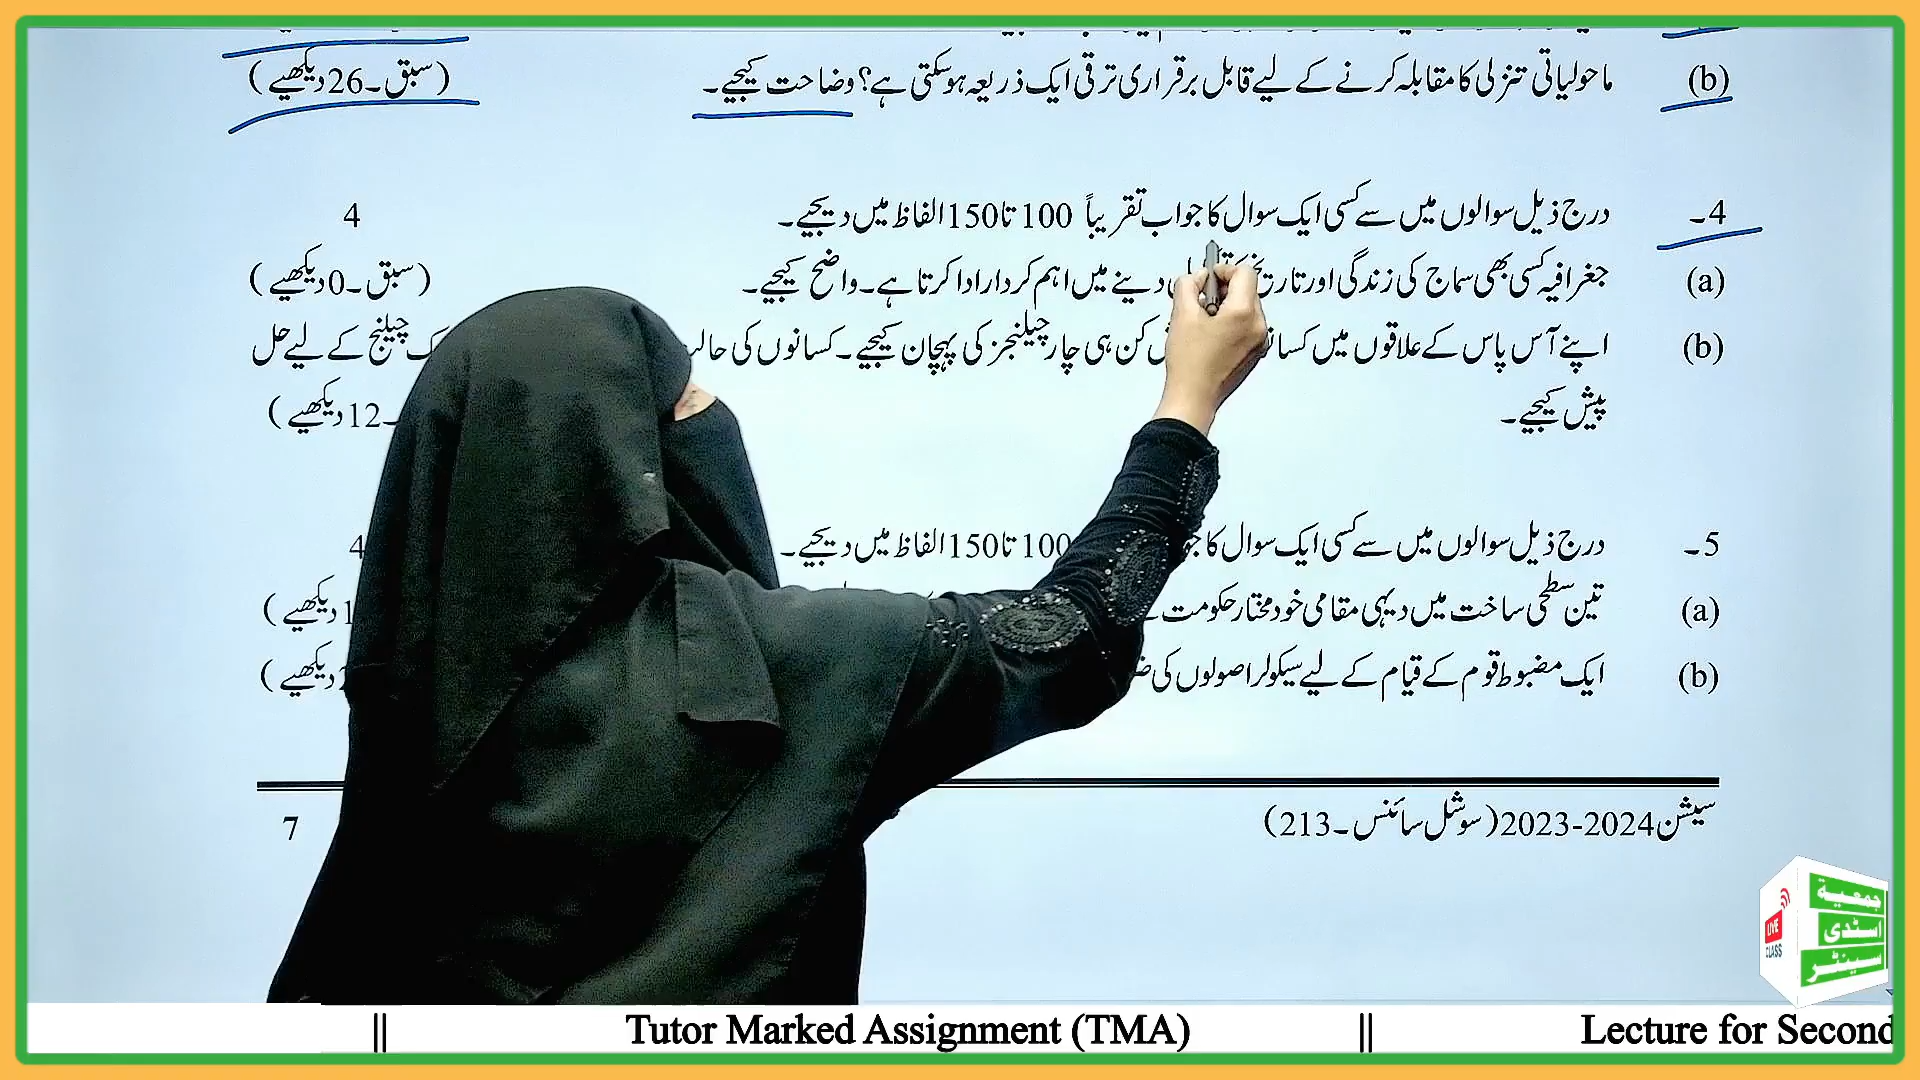 (b) ماحولیاتی تنزلی کا مقابلہ کرنے کے لیے قابل برقراری ترقی ایک ذریعہ ہوسکتی ہے؟ وضاحت کیجیے۔ (سبق۔26 دیکھیے)
4۔ درج ذیل سوالوں میں سے کسی ایک سوال کا جواب تقریباً 100 تا 150 الفاظ میں دیجیے۔ 4
(a) جغرافیہ کسی بھی سماج کی زندگی اور تاریخ دینے میں اہم کردار ادا کرتا ہے۔ واضح کیجیے۔ (سبق۔0 دیکھیے)
(b) اپنے آس پاس کے علاقوں میں کن ہی چار چیلنجز کی پہچان کیجیے۔ کسانوں کی چیلنج کے لیے حل
پیش کیجیے۔ 12 دیکھیے)
5۔ درج ذیل سوالوں میں سے کسی ایک سوال کا 100 تا 150 الفاظ میں دیجیے۔ 4
(a) تین سطحی ساخت میں دیہی مقامی خود مختار حکومت دیکھیے)
(b) ایک مضبوط قوم کے قیام کے لیے سیکولر اصولوں کی دیکھیے)
سیشن 2023-2024 (سوشل سائنس۔213) 7
جمعیة
اسٹڈی
سینٹر
LIVE
CLASS
|| Tutor Marked Assignment (TMA) || Lecture for Second